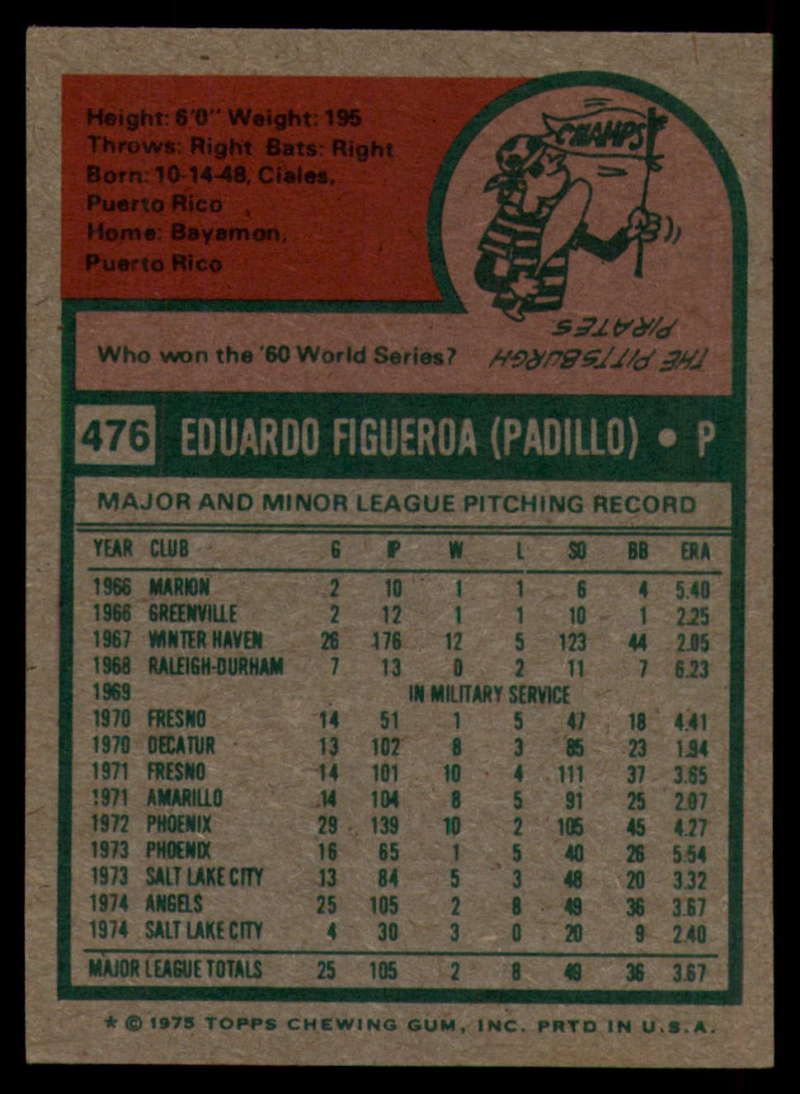 Height: 6'0" Weight: 195
Throws: Right Bats: Right
Born: 10-14-48, Ciales,
Puerto Rico
Home: Bayamon,
Puerto Rico
CHAMPS
Who won the '60 World Series?
THE PITTSBURGH
PIRATES
476 EDUARDO FIGUEROA (PADILLO) • P
MAJOR AND MINOR LEAGUE PITCHING RECORD
YEAR CLUB G IP W L SO BB ERA
1966 MARION 2 10 1 1 6 4 5.40
1966 GREENVILLE 2 12 1 1 10 1 2.25
1967 WINTER HAVEN 26 176 12 5 123 44 2.05
1968 RALEIGH-DURHAM 7 13 0 2 11 7 6.23
1969 IN MILITARY SERVICE
1970 FRESNO 14 51 1 5 47 18 4.41
1970 DECATUR 13 102 8 3 85 23 1.94
1971 FRESNO 14 101 10 4 111 37 3.65
1971 AMARILLO 14 104 8 5 91 25 2.07
1972 PHOENIX 29 139 10 2 105 45 4.27
1973 PHOENIX 16 65 1 5 40 26 5.54
1973 SALT LAKE CITY 13 84 5 3 48 20 3.32
1974 ANGELS 25 105 2 8 49 36 3.67
1974 SALT LAKE CITY 4 30 3 0 20 9 2.40
MAJOR LEAGUE TOTALS 25 105 2 8 49 36 3.67
* © 1975 TOPPS CHEWING GUM, INC. PRTD IN U.S.A.